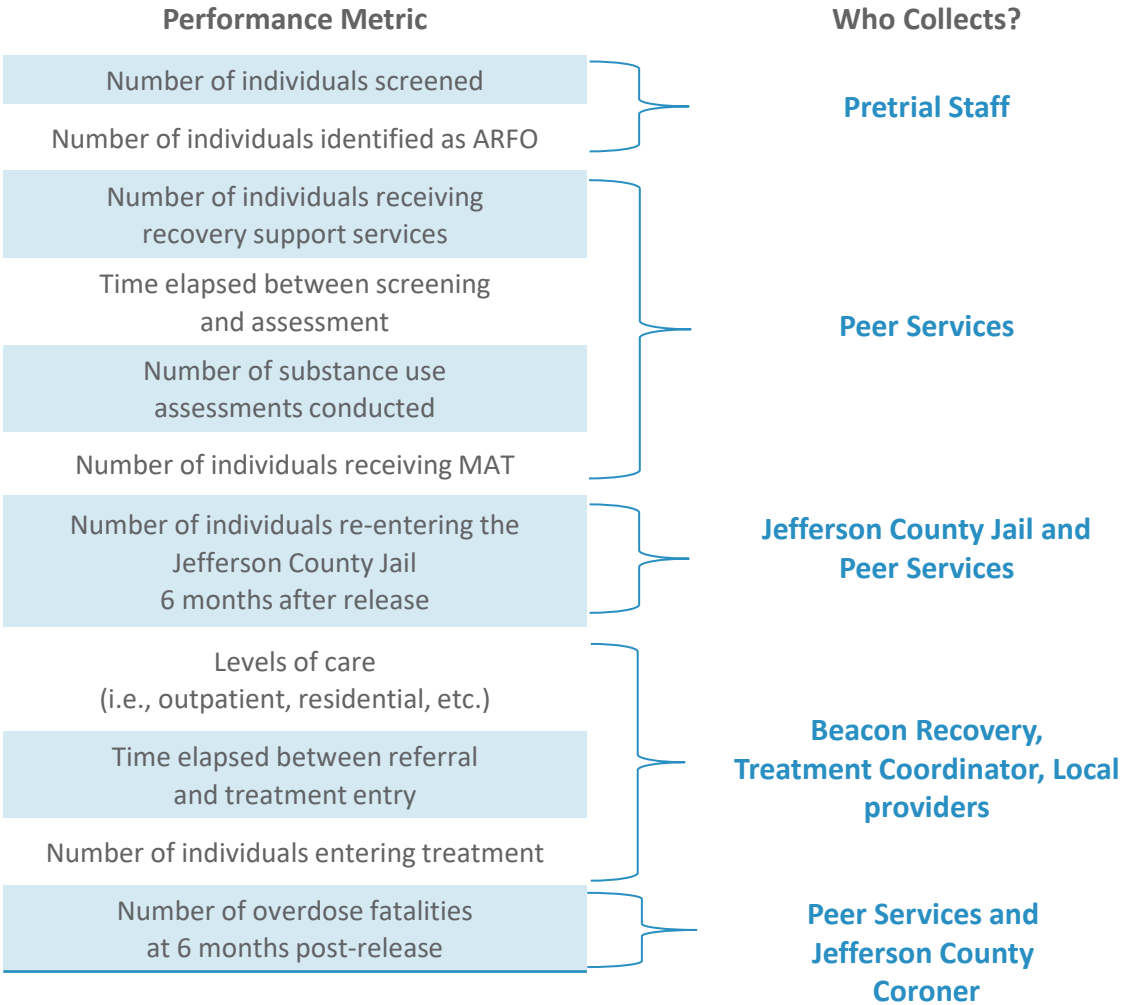 Performance Metric
Who Collects?
Number of individuals screened
Number of individuals identified as ARFO
Pretrial Staff
Number of individuals receiving
recovery support services
Time elapsed between screening
and assessment
Number of substance use
assessments conducted
Number of individuals receiving MAT
Peer Services
Number of individuals re-entering the
Jefferson County Jail
6 months after release
Jefferson County Jail and
Peer Services
Levels of care
(i.e., outpatient, residential, etc.)
Time elapsed between referral
and treatment entry
Number of individuals entering treatment
Beacon Recovery,
Treatment Coordinator, Local
providers
Number of overdose fatalities
at 6 months post-release
Peer Services and
Jefferson County
Coroner